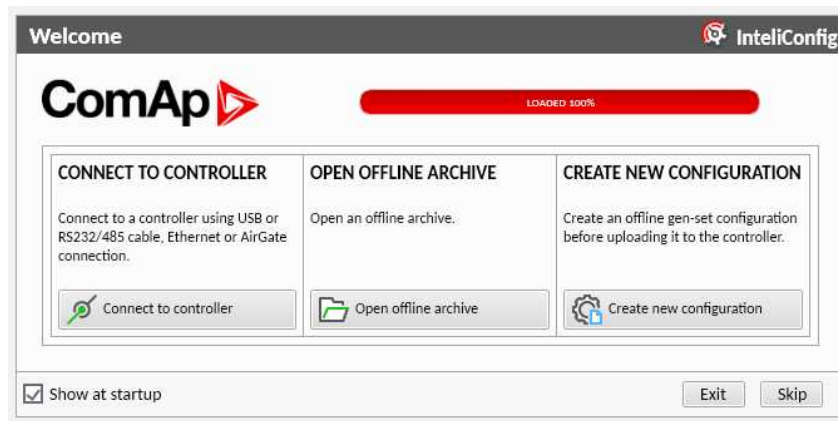 Welcome
InteliConfig
ComAp
LOADED 100%
CONNECT TO CONTROLLER
Connect to a controller using USB or
RS232/485 cable, Ethernet or AirGate
connection.
Connect to controller
OPEN OFFLINE ARCHIVE
Open an offline archive.
Open offline archive
CREATE NEW CONFIGURATION
Create an offline gen-set configuration
before uploading it to the controller.
Create new configuration
Show at startup
Exit
Skip